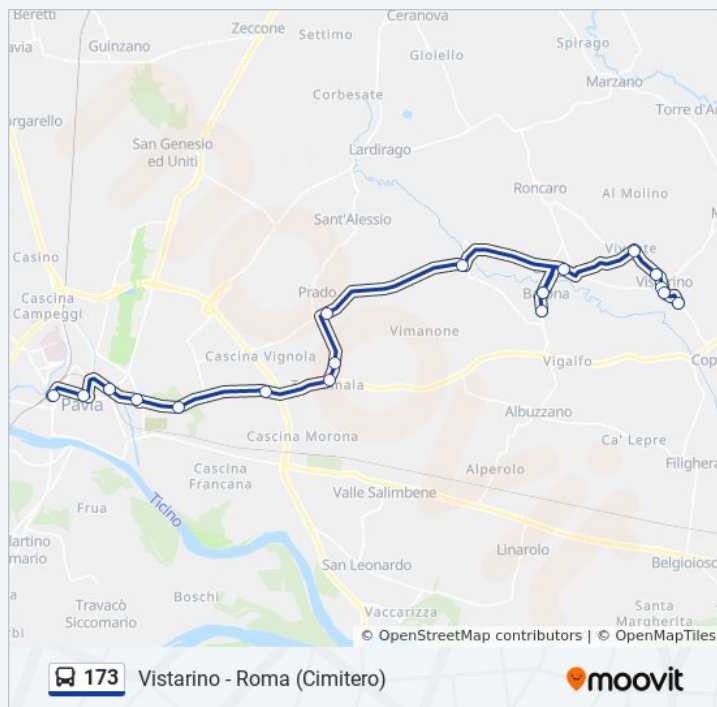 Beretti
Ceranova
Settimo
Zeccone
Guinzano
Gioiello
Spirago
Marzano
Corbesate
Torre d'Ar
San Genesio
ed Uniti
Lardirago
Roncaro
Al Molino
Sant'Alessio
Casino
Vistarino
Prado
Cascina
Campeggi
Vimanone
Cascina Vignola
Vigalfo
Cop
Pavia
Albuzzano
Cascina Morona
Ca' Lepre
Cascina
Francana
Alperolo
Filighera
Valle Salimbene
Ticino
Frua
Linarolo
San Leonardo
Belgioioso
Travacò
Siccomario
Boschi
Vaccarizza
Santa
Margherita
© OpenStreetMap contributors | © OpenMapTiles
173 Vistarino - Roma (Cimitero)
moovit